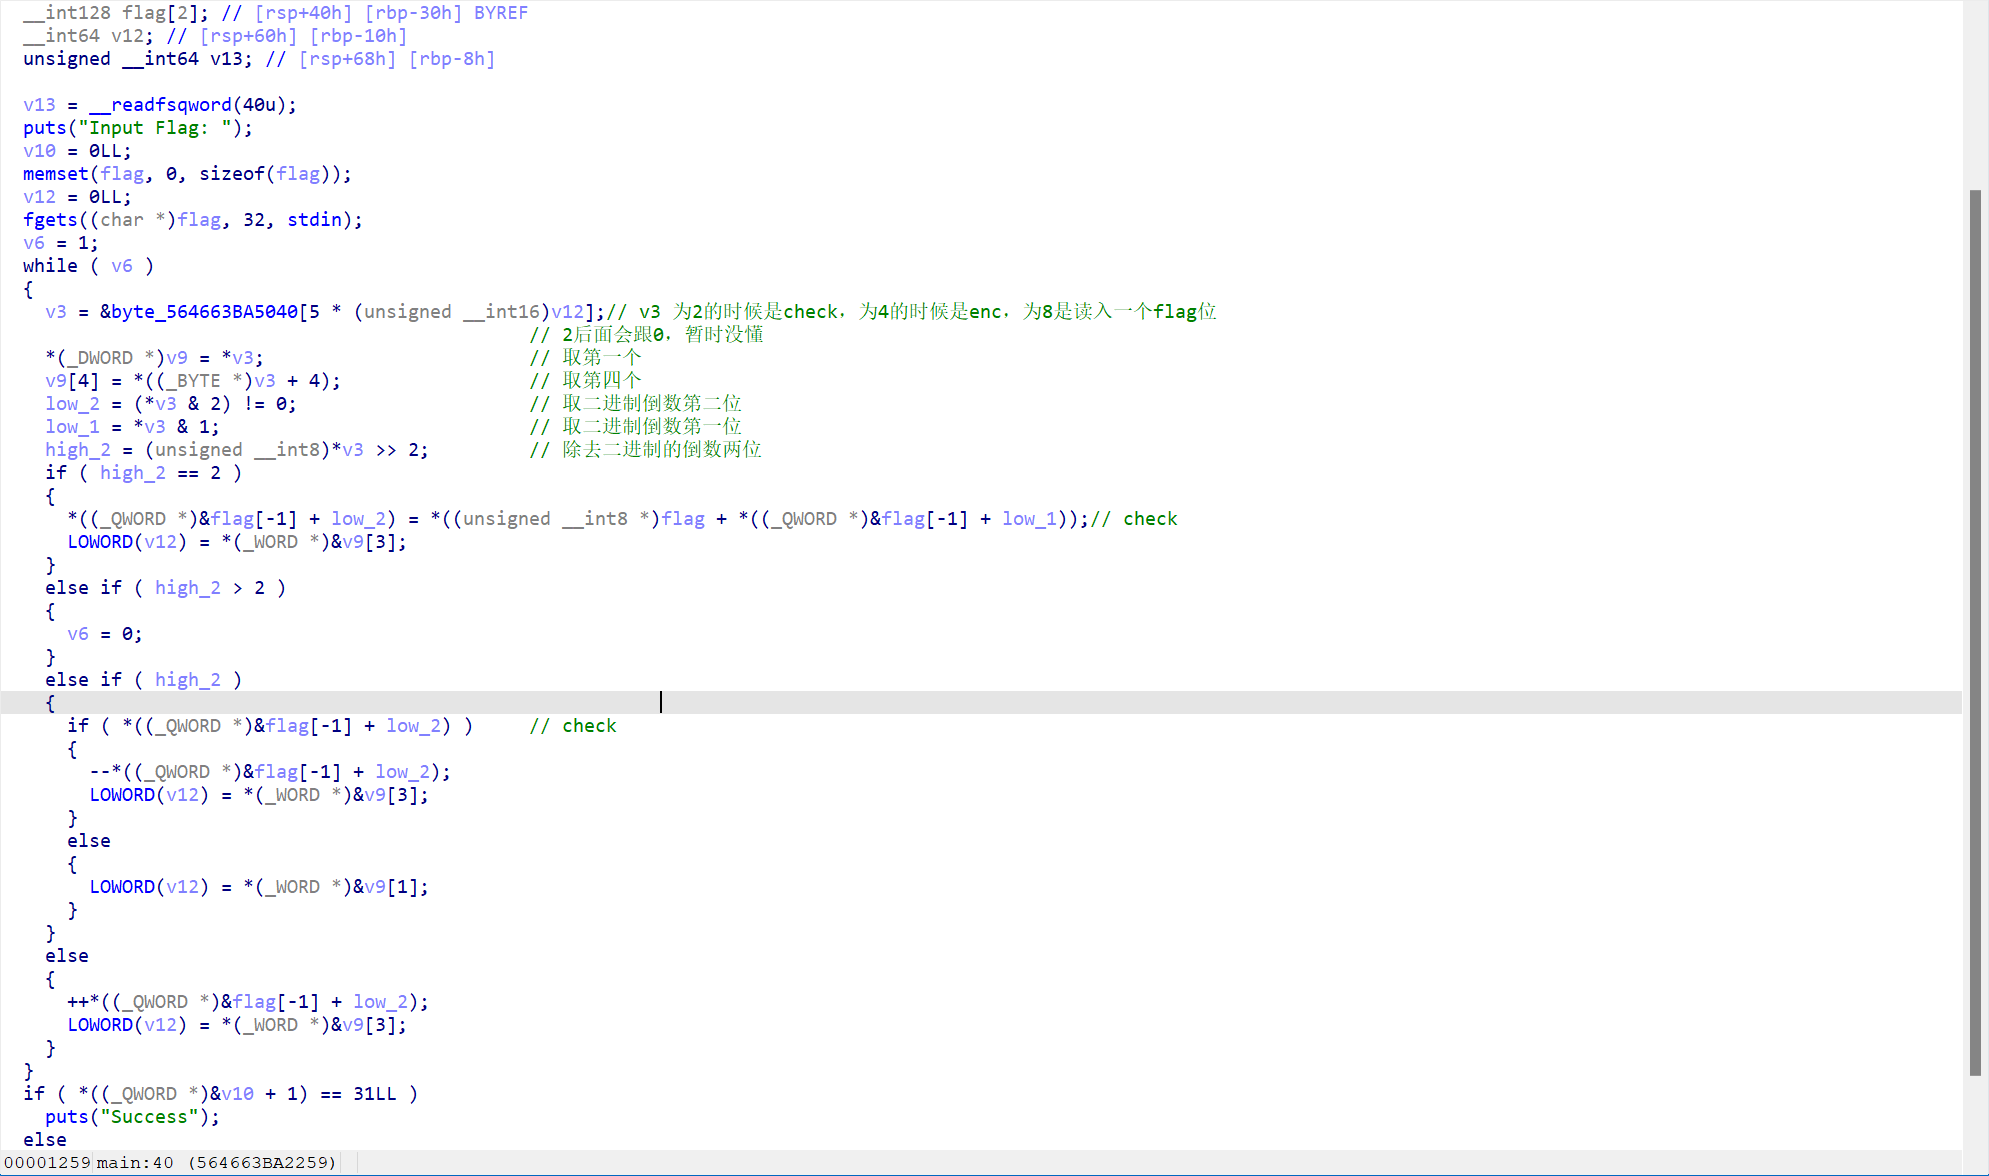 __int128 flag[2]; // [rsp+40h] [rbp-30h] BYREF
__int64 v12; // [rsp+60h] [rbp-10h]
unsigned __int64 v13; // [rsp+68h] [rbp-8h]
v13 = __readfsqword(40u);
puts("Input Flag: ");
v10 = 0LL;
memset(flag, 0, sizeof(flag));
v12 = 0LL;
fgets((char *)flag, 32, stdin);
v6 = 1;
while ( v6 )
{
v3 = &byte_564663BA5040[5 * (unsigned __int16)v12];// v3 为2的时候是check，为4的时候是enc，为8是读入一个flag位
// 2后面会跟0，暂时没懂
*(_DWORD *)v9 = *v3; // 取第一个
v9[4] = *((_BYTE *)v3 + 4); // 取第四个
low_2 = (*v3 & 2) != 0; // 取二进制倒数第二位
low_1 = *v3 & 1; // 取二进制倒数第一位
high_2 = (unsigned __int8)*v3 >> 2; // 除去二进制的倒数两位
if ( high_2 == 2 )
{
*((_QWORD *)&flag[-1] + low_2) = *((unsigned __int8 *)flag + *((_QWORD *)&flag[-1] + low_1));// check
LOWORD(v12) = *(_WORD *)&v9[3];
}
else if ( high_2 > 2 )
{
v6 = 0;
}
else if ( high_2 )
{
if ( *((_QWORD *)&flag[-1] + low_2) ) // check
{
--*((_QWORD *)&flag[-1] + low_2);
LOWORD(v12) = *(_WORD *)&v9[3];
}
else
{
LOWORD(v12) = *(_WORD *)&v9[1];
}
}
else
{
++*((_QWORD *)&flag[-1] + low_2);
LOWORD(v12) = *(_WORD *)&v9[3];
}
}
if ( *((_QWORD *)&v10 + 1) == 31LL )
puts("Success");
else
00001259 main:40 (564663BA2259)